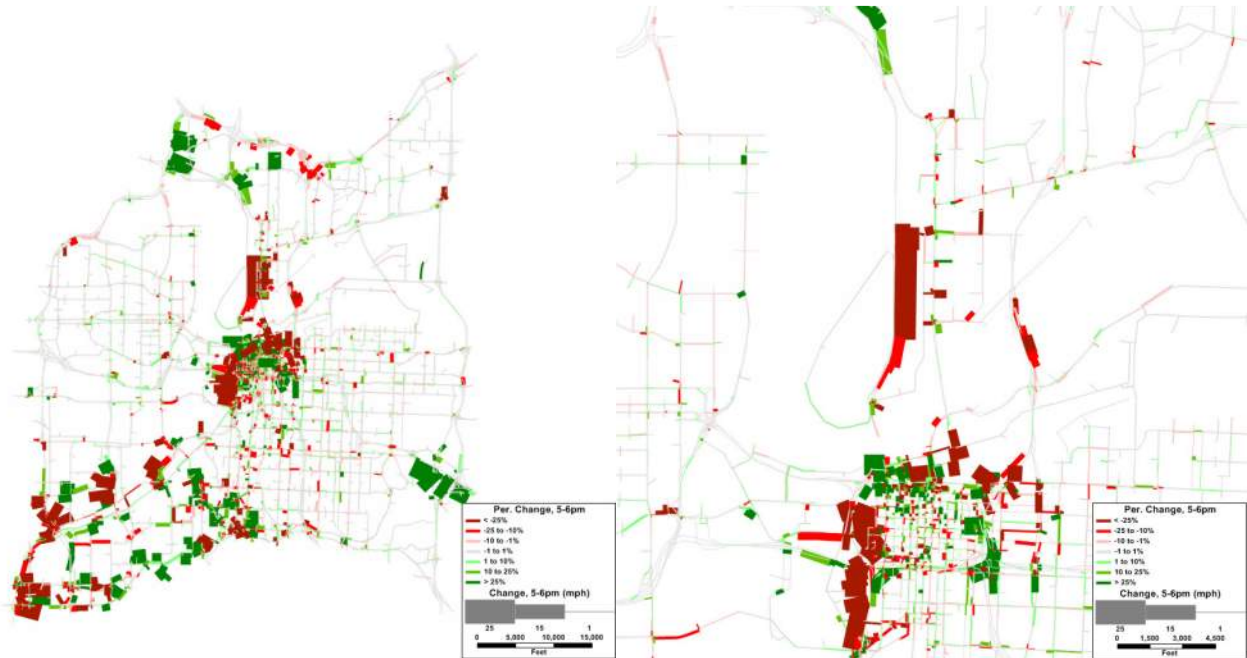 Per. Change, 5-6pm
< -25%
-25 to -10%
-10 to -1%
-1 to 1%
1 to 10%
10 to 25%
> 25%
Change, 5-6pm (mph)
25 15 1
0 5,000 10,000 15,000
Feet
Per. Change, 5-6pm
< -25%
-25 to -10%
-10 to -1%
-1 to 1%
1 to 10%
10 to 25%
> 25%
Change, 5-6pm (mph)
25 15 1
0 1,500 3,000 4,500
Feet